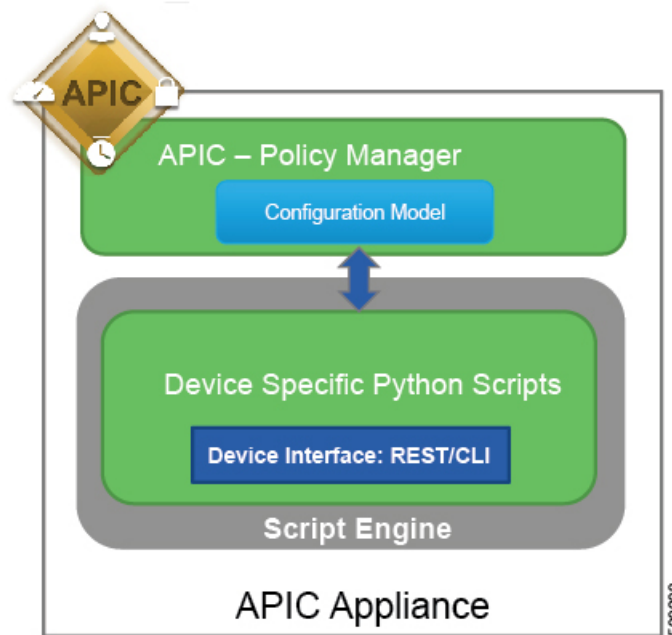 APIC
APIC – Policy Manager
Configuration Model
Device Specific Python Scripts
Device Interface: REST/CLI
Script Engine
APIC Appliance